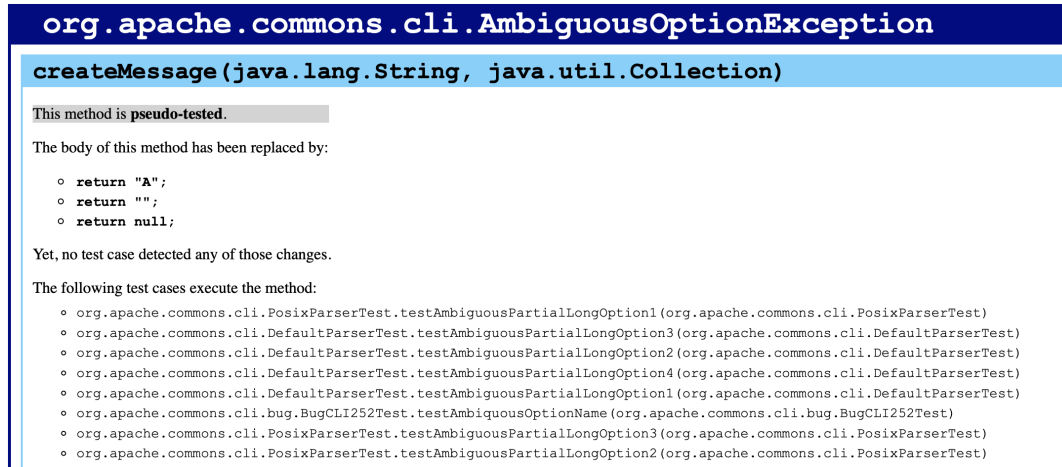 org.apache.commons.cli.AmbiguousOptionException
createMessage(java.lang.String, java.util.Collection)
This method is pseudo-tested.
The body of this method has been replaced by:
return "A";
return "";
return null;
Yet, no test case detected any of those changes.
The following test cases execute the method:
org.apache.commons.cli.PosixParserTest.testAmbiguousPartialLongOption1(org.apache.commons.cli.PosixParserTest)
org.apache.commons.cli.DefaultParserTest.testAmbiguousPartialLongOption3(org.apache.commons.cli.DefaultParserTest)
org.apache.commons.cli.DefaultParserTest.testAmbiguousPartialLongOption2(org.apache.commons.cli.DefaultParserTest)
org.apache.commons.cli.DefaultParserTest.testAmbiguousPartialLongOption4(org.apache.commons.cli.DefaultParserTest)
org.apache.commons.cli.DefaultParserTest.testAmbiguousPartialLongOption1(org.apache.commons.cli.DefaultParserTest)
org.apache.commons.cli.bug.BugCLI252Test.testAmbiquousOptionName(org.apache.commons.cli.bug.BugCLI252Test)
org.apache.commons.cli.PosixParserTest.testAmbiguousPartialLongOption3(org.apache.commons.cli.PosixParserTest)
org.apache.commons.cli.PosixParserTest.testAmbiguousPartialLongOption2(org.apache.commons.cli.PosixParserTest)